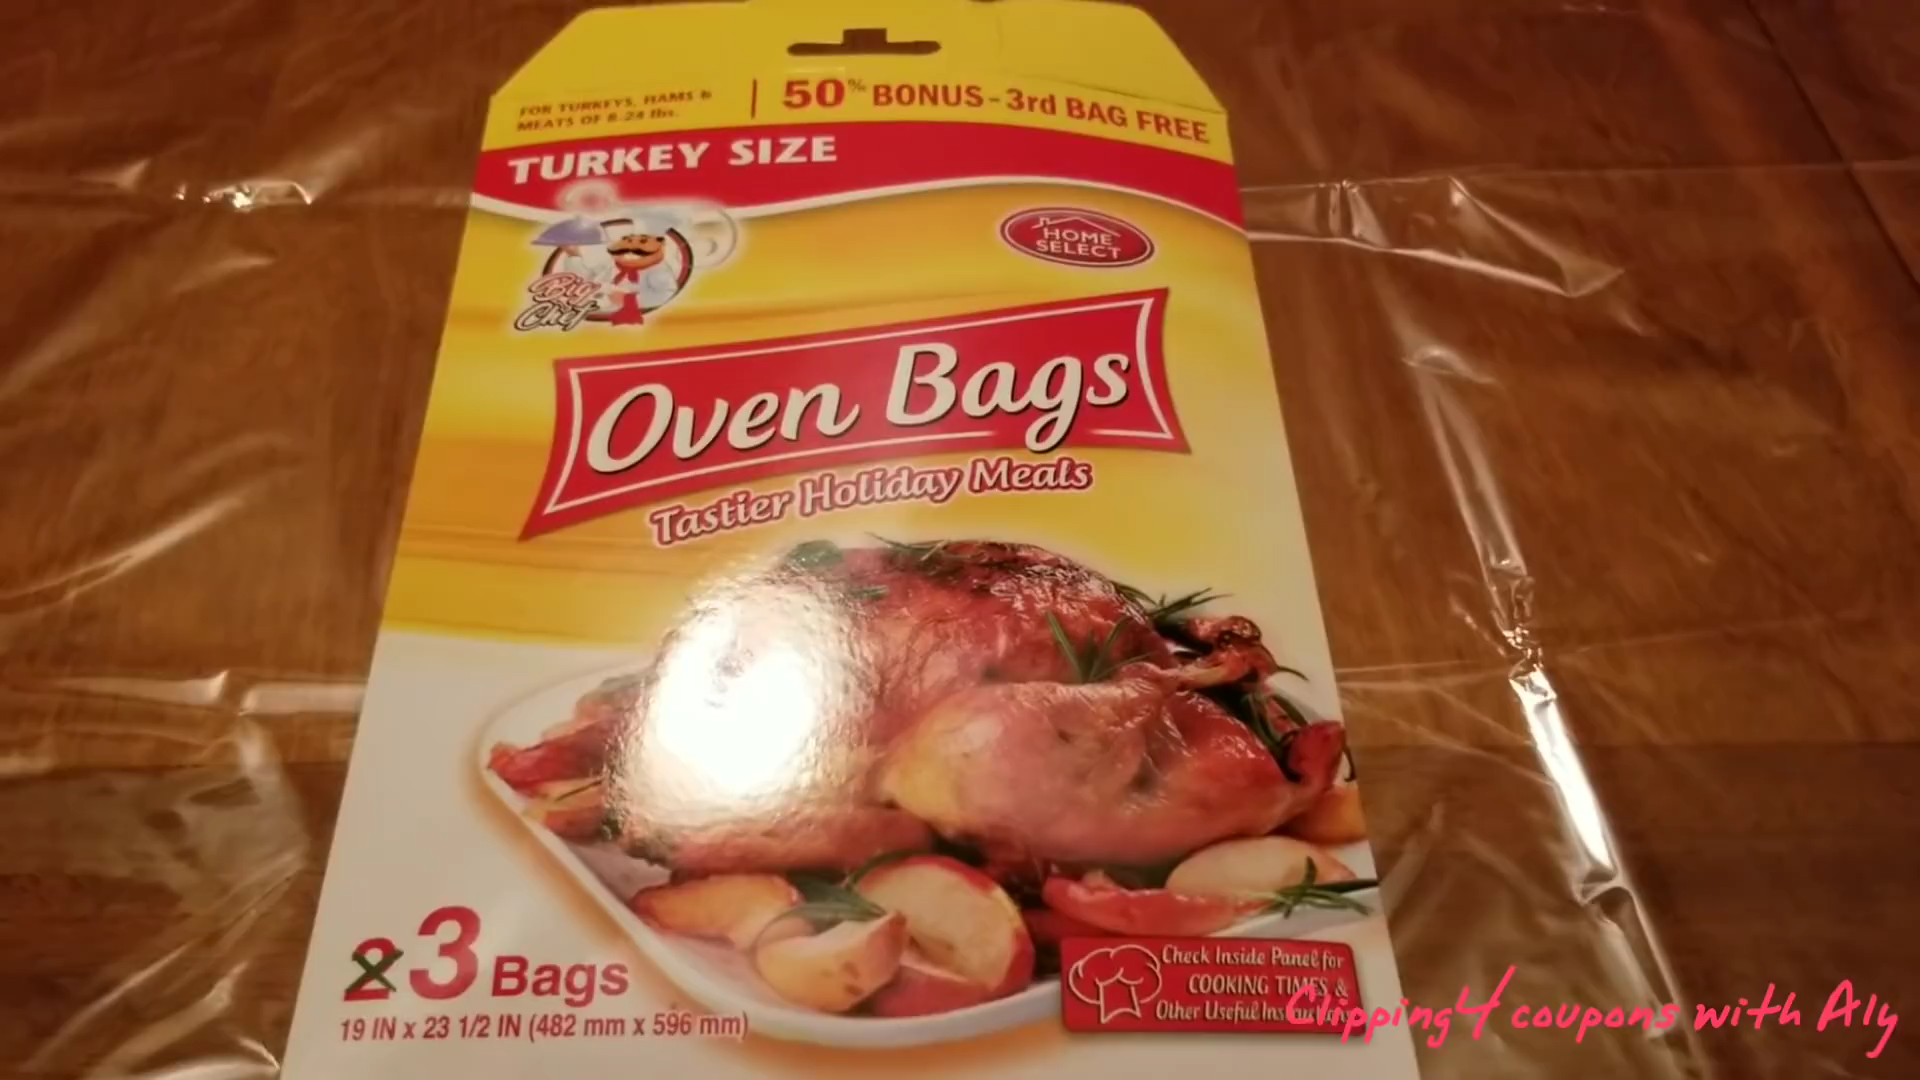 FOR TURKEYS, HAMS &
MEATS OF 8-24 lbs.
50% BONUS - 3rd BAG FREE
TURKEY SIZE
Big
Chef
HOME
SELECT
Oven Bags
Tastier Holiday Meals
2 3 Bags
19 IN x 23 1/2 IN (482 mm x 596 mm)
Check Inside Panel for
COOKING TIMES &
Other Useful
Clipping4 coupons with Aly